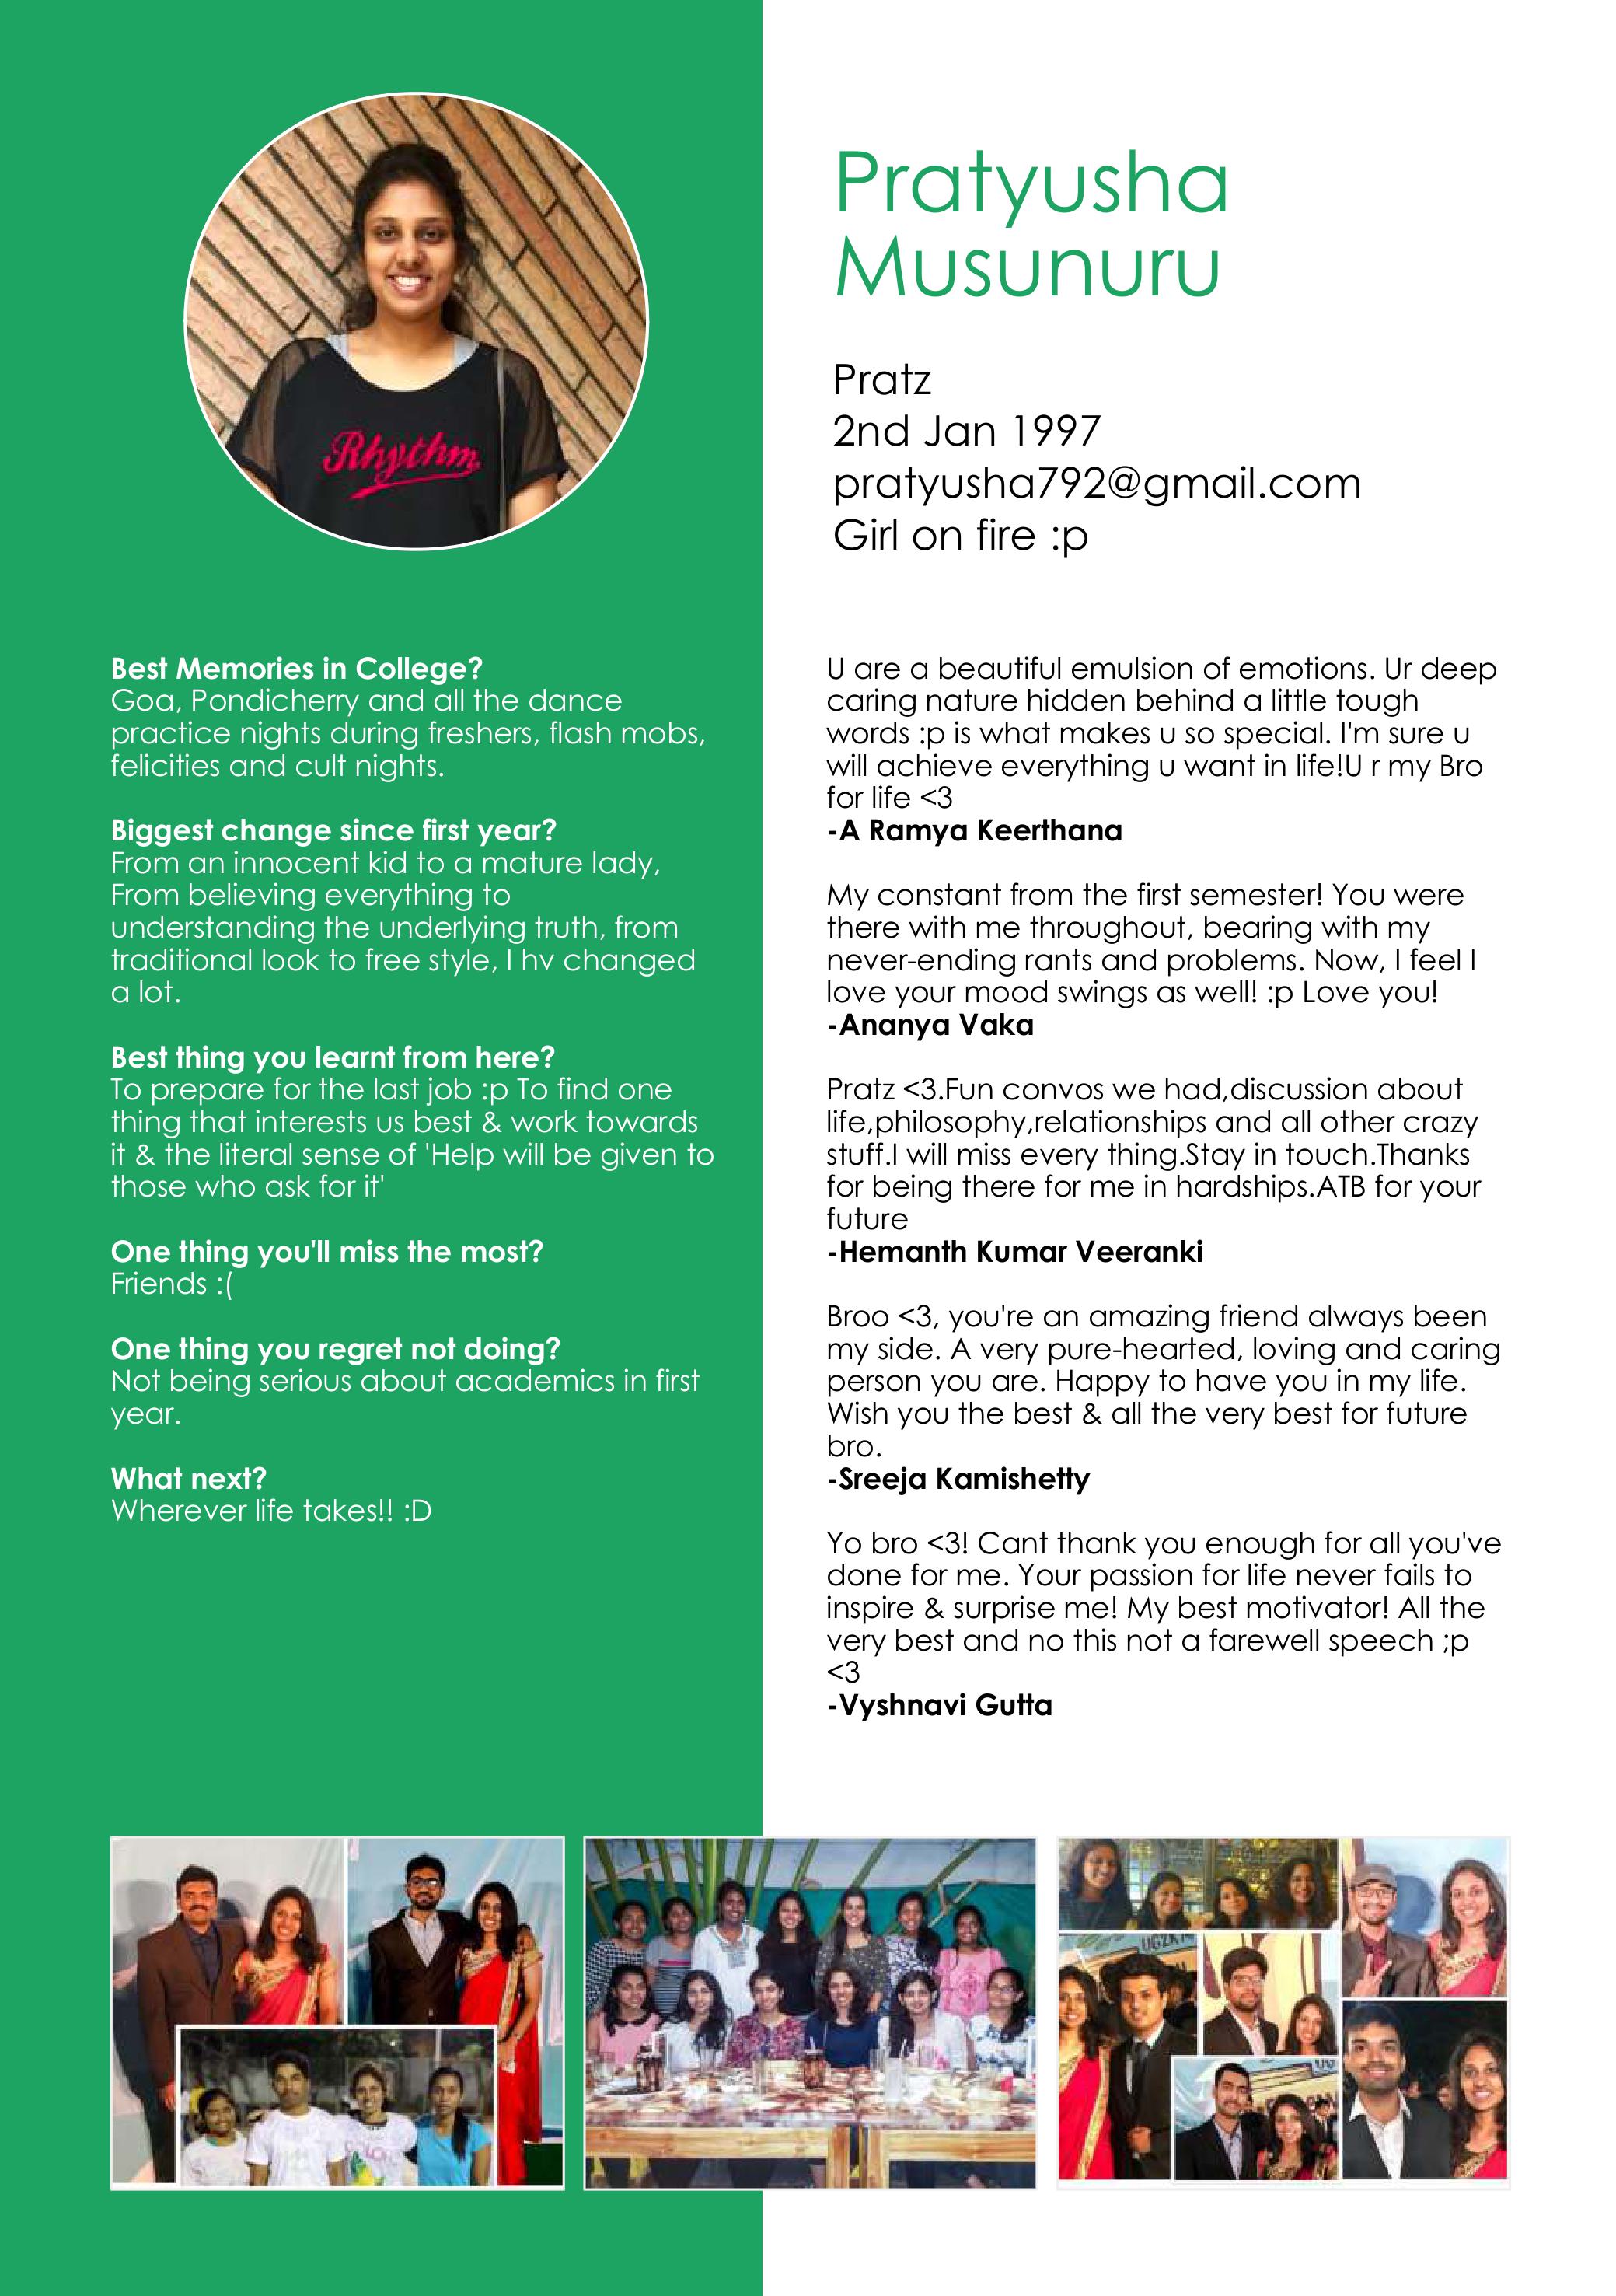 Rhythm
Pratyusha
Musunuru
Pratz
2nd Jan 1997
pratyusha792@gmail.com
Girl on fire :p
Best Memories in College?
Goa, Pondicherry and all the dance
practice nights during freshers, flash mobs,
felicities and cult nights.
Biggest change since first year?
From an innocent kid to a mature lady,
From believing everything to
understanding the underlying truth, from
traditional look to free style, I hv changed
a lot.
Best thing you learnt from here?
To prepare for the last job :p To find one
thing that interests us best & work towards
it & the literal sense of 'Help will be given to
those who ask for it'
One thing you'll miss the most?
Friends :(
One thing you regret not doing?
Not being serious about academics in first
year.
What next?
Wherever life takes!! :D
U are a beautiful emulsion of emotions. Ur deep
caring nature hidden behind a little tough
words :p is what makes u so special. I'm sure u
will achieve everything u want in life!U r my Bro
for life <3
-A Ramya Keerthana
My constant from the first semester! You were
there with me throughout, bearing with my
never-ending rants and problems. Now, I feel I
love your mood swings as well! :p Love you!
-Ananya Vaka
Pratz <3.Fun convos we had,discussion about
life,philosophy,relationships and all other crazy
stuff.I will miss every thing.Stay in touch.Thanks
for being there for me in hardships.ATB for your
future
-Hemanth Kumar Veeranki
Broo <3, you're an amazing friend always been
my side. A very pure-hearted, loving and caring
person you are. Happy to have you in my life.
Wish you the best & all the very best for future
bro.
-Sreeja Kamishetty
Yo bro <3! Cant thank you enough for all you've
done for me. Your passion for life never fails to
inspire & surprise me! My best motivator! All the
very best and no this not a farewell speech ;p
<3
-Vyshnavi Gutta